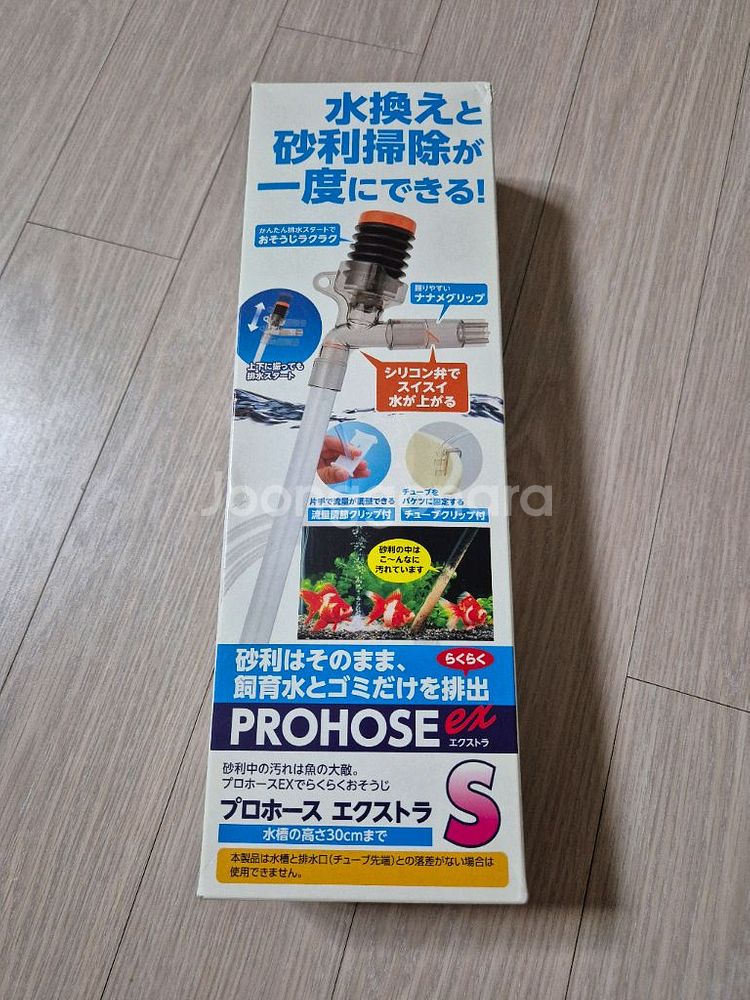 水換えと
砂利掃除が
一度にできる!
かんたん排水スタートで
おそうじラクラク
握りやすい
ナナメグリップ
上下に振っても
排水スタート
シリコン弁で
スイスイ
水が上がる
片手で流量が調節できる
流量調節クリップ付
チューブを
バケツに固定する
チューブクリップ付
Joonggonara
砂利の中は
こ〜んなに
汚れています
砂利はそのまま、
らくらく
飼育水とゴミだけを排出
PROHOSE ex
エクストラ
砂利中の汚れは魚の大敵。
プロホースEXでらくらくおそうじ
プロホース エクストラ S
水槽の高さ30cmまで
本製品は水槽と排水口(チューブ先端)との落差がない場合は
使用できません。